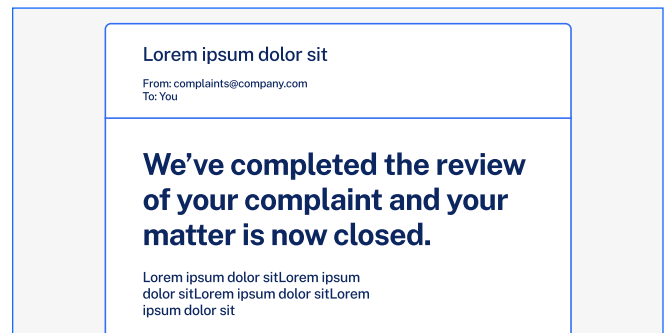 Lorem ipsum dolor sit
From: complaints@company.com
To: You
We’ve completed the review
of your complaint and your
matter is now closed.
Lorem ipsum dolor sitLorem ipsum
dolor sitLorem ipsum dolor sitLorem
ipsum dolor sit